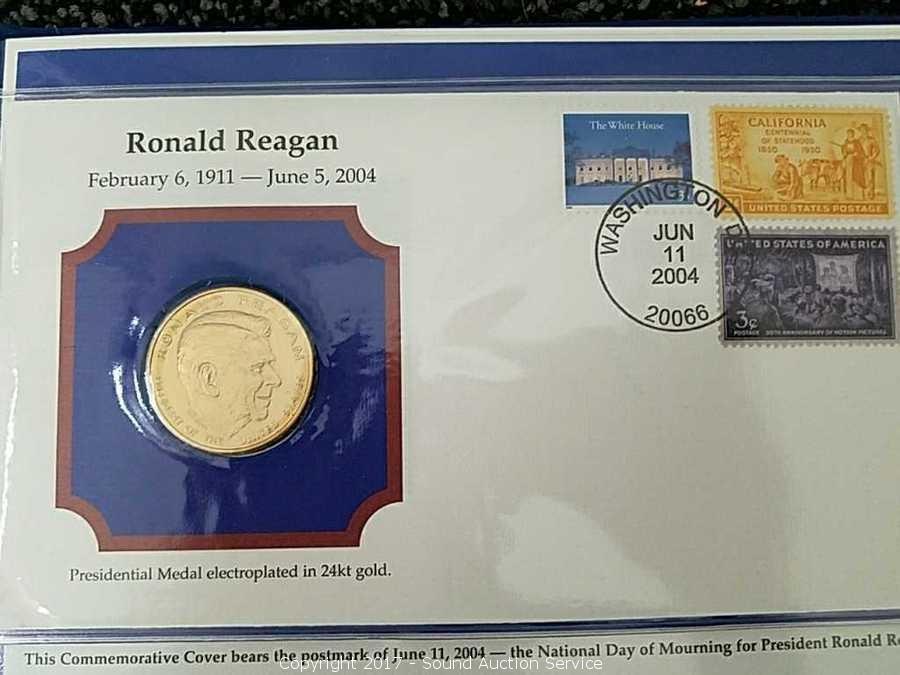 Ronald Reagan
February 6, 1911 — June 5, 2004
RONALD REAGAN
PRESIDENT OF THE UNITED STATES
Presidential Medal electroplated in 24kt gold.
The White House
CALIFORNIA
CENTENNIAL
OF STATEHOOD
1850 1950
UNITED STATES POSTAGE
WASHINGTON
JUN
11
2004
20066
UNITED STATES OF AMERICA
3¢
POSTAGE 50TH ANNIVERSARY OF MOTION PICTURES
This Commemorative Cover bears the postmark of June 11, 2004 — the National Day of Mourning for President Ronald Re
Copyright 2017 - Sound Auction Service